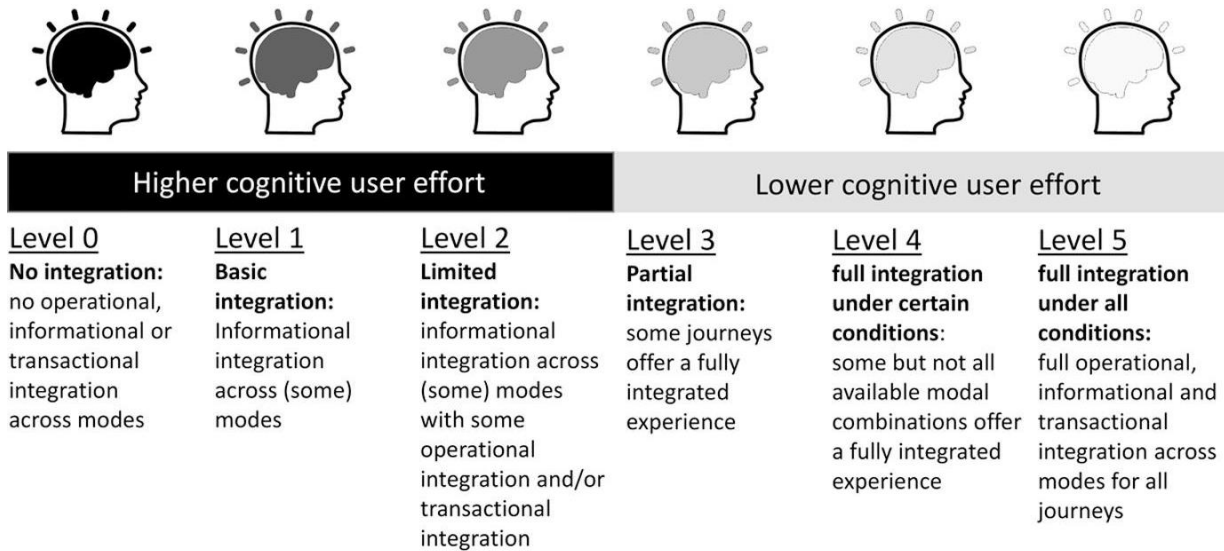 Higher cognitive user effort
Lower cognitive user effort
Level 0
No integration:
no operational,
informational or
transactional
integration
across modes
Level 1
Basic
integration:
Informational
integration
across (some)
modes
Level 2
Limited
integration:
informational
integration across
(some) modes
with some
operational
integration and/or
transactional
integration
Level 3
Partial
integration:
some journeys
offer a fully
integrated
experience
Level 4
full integration
under certain
conditions:
some but not all
available modal
combinations offer
a fully integrated
experience
Level 5
full integration
under all
conditions:
full operational,
informational and
transactional
integration across
modes for all
journeys